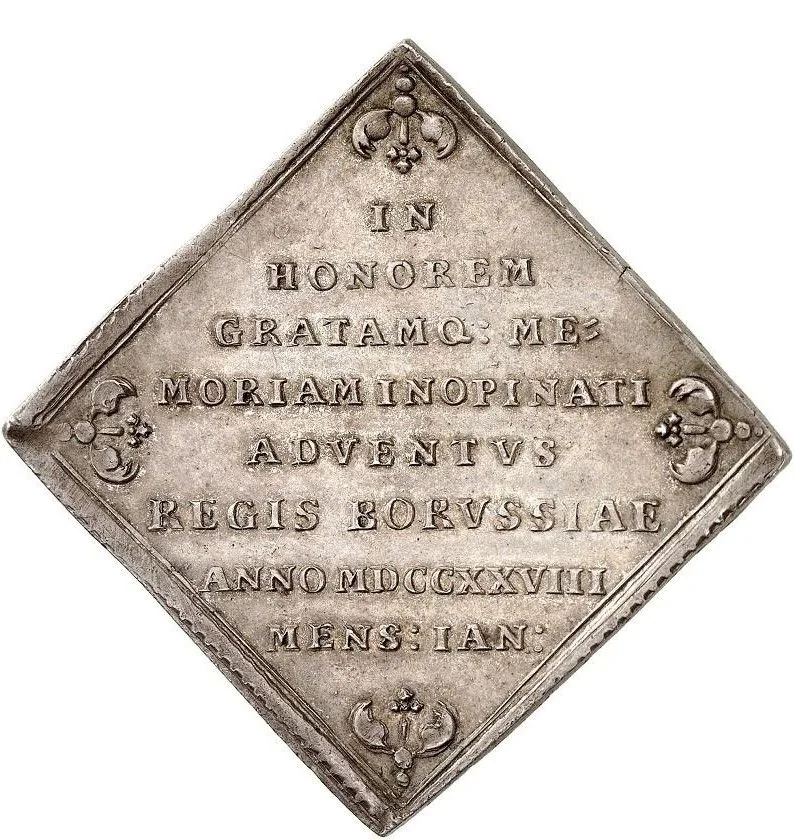 IN
HONOREM
GRATAMQ: ME:
MORIAM INOPINATI
ADVENTVS
REGIS BORVSSIAE
ANNO MDCCXXVIII
MENS: IAN: